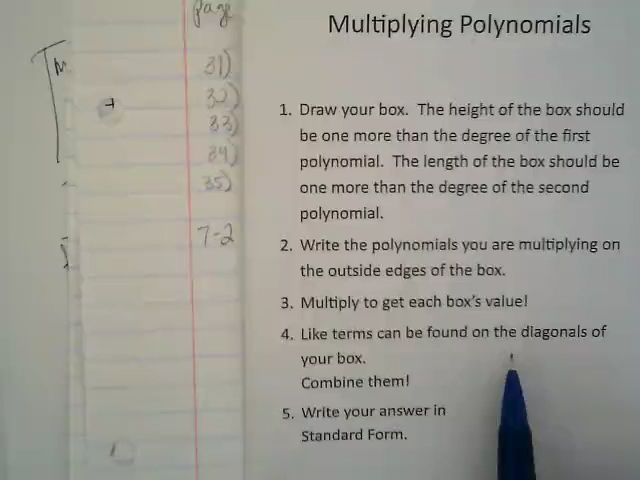 page
31)
32)
33)
34)
35)
7-2
Multiplying Polynomials
1. Draw your box. The height of the box should
be one more than the degree of the first
polynomial. The length of the box should be
one more than the degree of the second
polynomial.
2. Write the polynomials you are multiplying on
the outside edges of the box.
3. Multiply to get each box's value!
4. Like terms can be found on the diagonals of
your box.
Combine them!
5. Write your answer in
Standard Form.